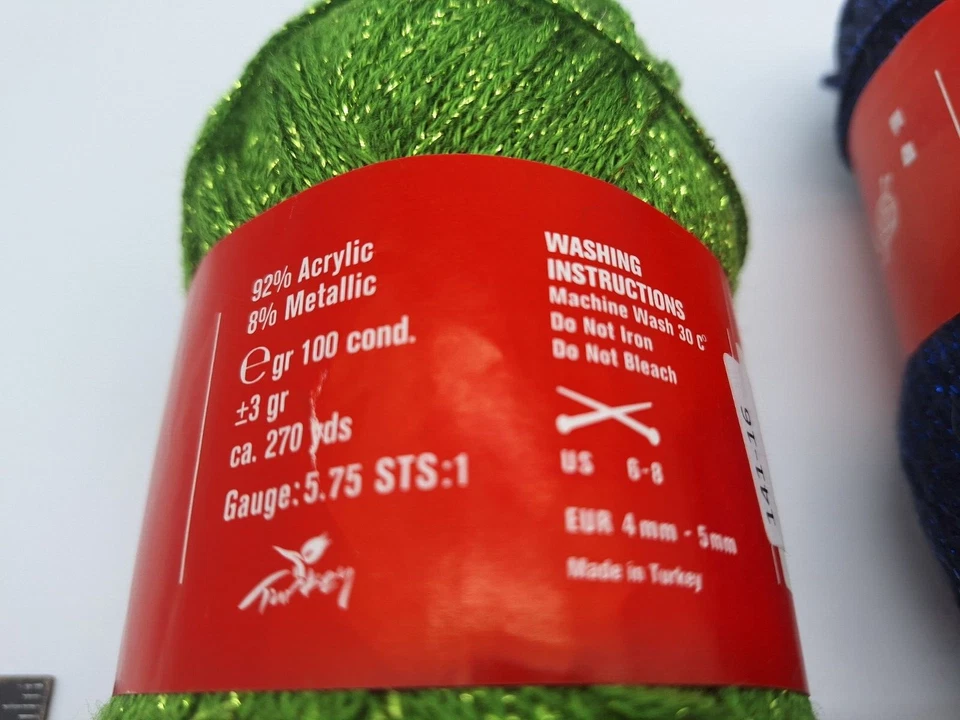 92% Acrylic
8% Metallic
℮ gr 100 cond.
±3 gr
ca. 270 yds
Gauge: 5.75 STS:1
Turkey
WASHING
INSTRUCTIONS
Machine Wash 30 C°
Do Not Iron
Do Not Bleach
US 6-8
EUR 4mm - 5mm
Made in Turkey
141-16